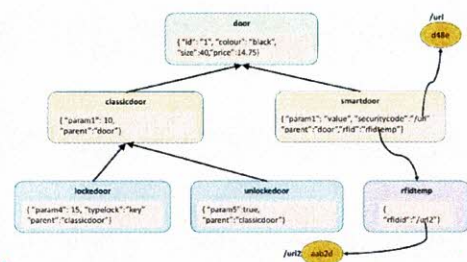 door
/url
{ "id": "1", "colour": "black",
"size":40,"price":14.75}
d48e
classicdoor
smartdoor
{ "param1": 10,
"parent":"door"}
{ "param1": "value", "securitycode":"/url"
"parent":"door","rfid":"rfidtemp"}
lockedoor
unlockedoor
rfidtemp
{ "param4": 15, "typelock":"key"
"parent":"classicdoor"}
{ "param5" true,
"parent":"classicdoor"}
{
"rfidid":"/url2"}
/url2
aab2d